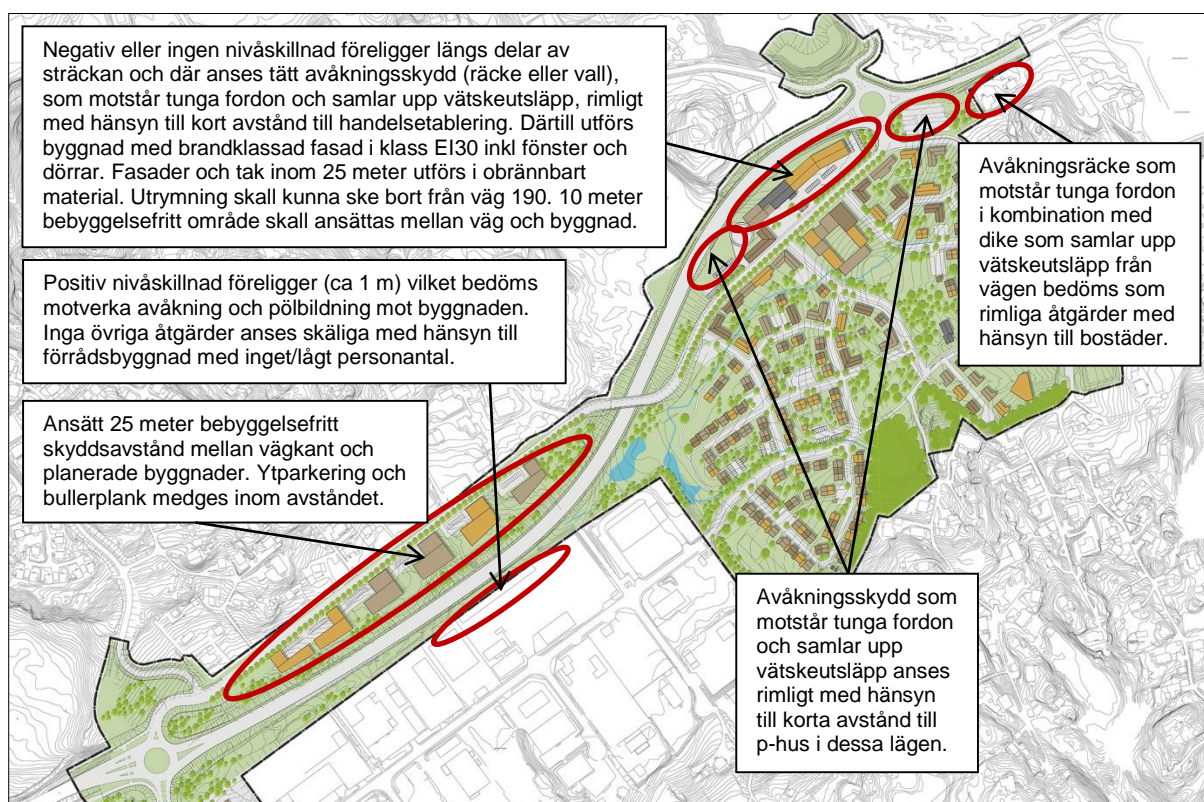 Negativ eller ingen nivåskillnad föreligger längs delar av
sträckan och där anses tätt avåkningsskydd (räcke eller vall),
som motstår tunga fordon och samlar upp vätskeutsläpp, rimligt
med hänsyn till kort avstånd till handelsetablering. Därtill utförs
byggnad med brandklassad fasad i klass EI30 inkl fönster och
dörrar. Fasader och tak inom 25 meter utförs i obrännbart
material. Utrymning skall kunna ske bort från väg 190. 10 meter
bebyggelsefritt område skall ansättas mellan väg och byggnad.
Avåkningsräcke som
motstår tunga fordon
i kombination med
dike som samlar upp
vätskeutsläpp från
vägen bedöms som
rimliga åtgärder med
hänsyn till bostäder.
Positiv nivåskillnad föreligger (ca 1 m) vilket bedöms
motverka avåkning och pölbildning mot byggnaden.
Inga övriga åtgärder anses skäliga med hänsyn till
förrådsbyggnad med inget/lågt personantal.
Ansätt 25 meter bebyggelsefritt
skyddsavstånd mellan vägkant och
planerade byggnader. Ytparkering och
bullerplank medges inom avståndet.
Avåkningsskydd som
motstår tunga fordon
och samlar upp
vätskeutsläpp anses
rimligt med hänsyn
till korta avstånd till
p-hus i dessa lägen.